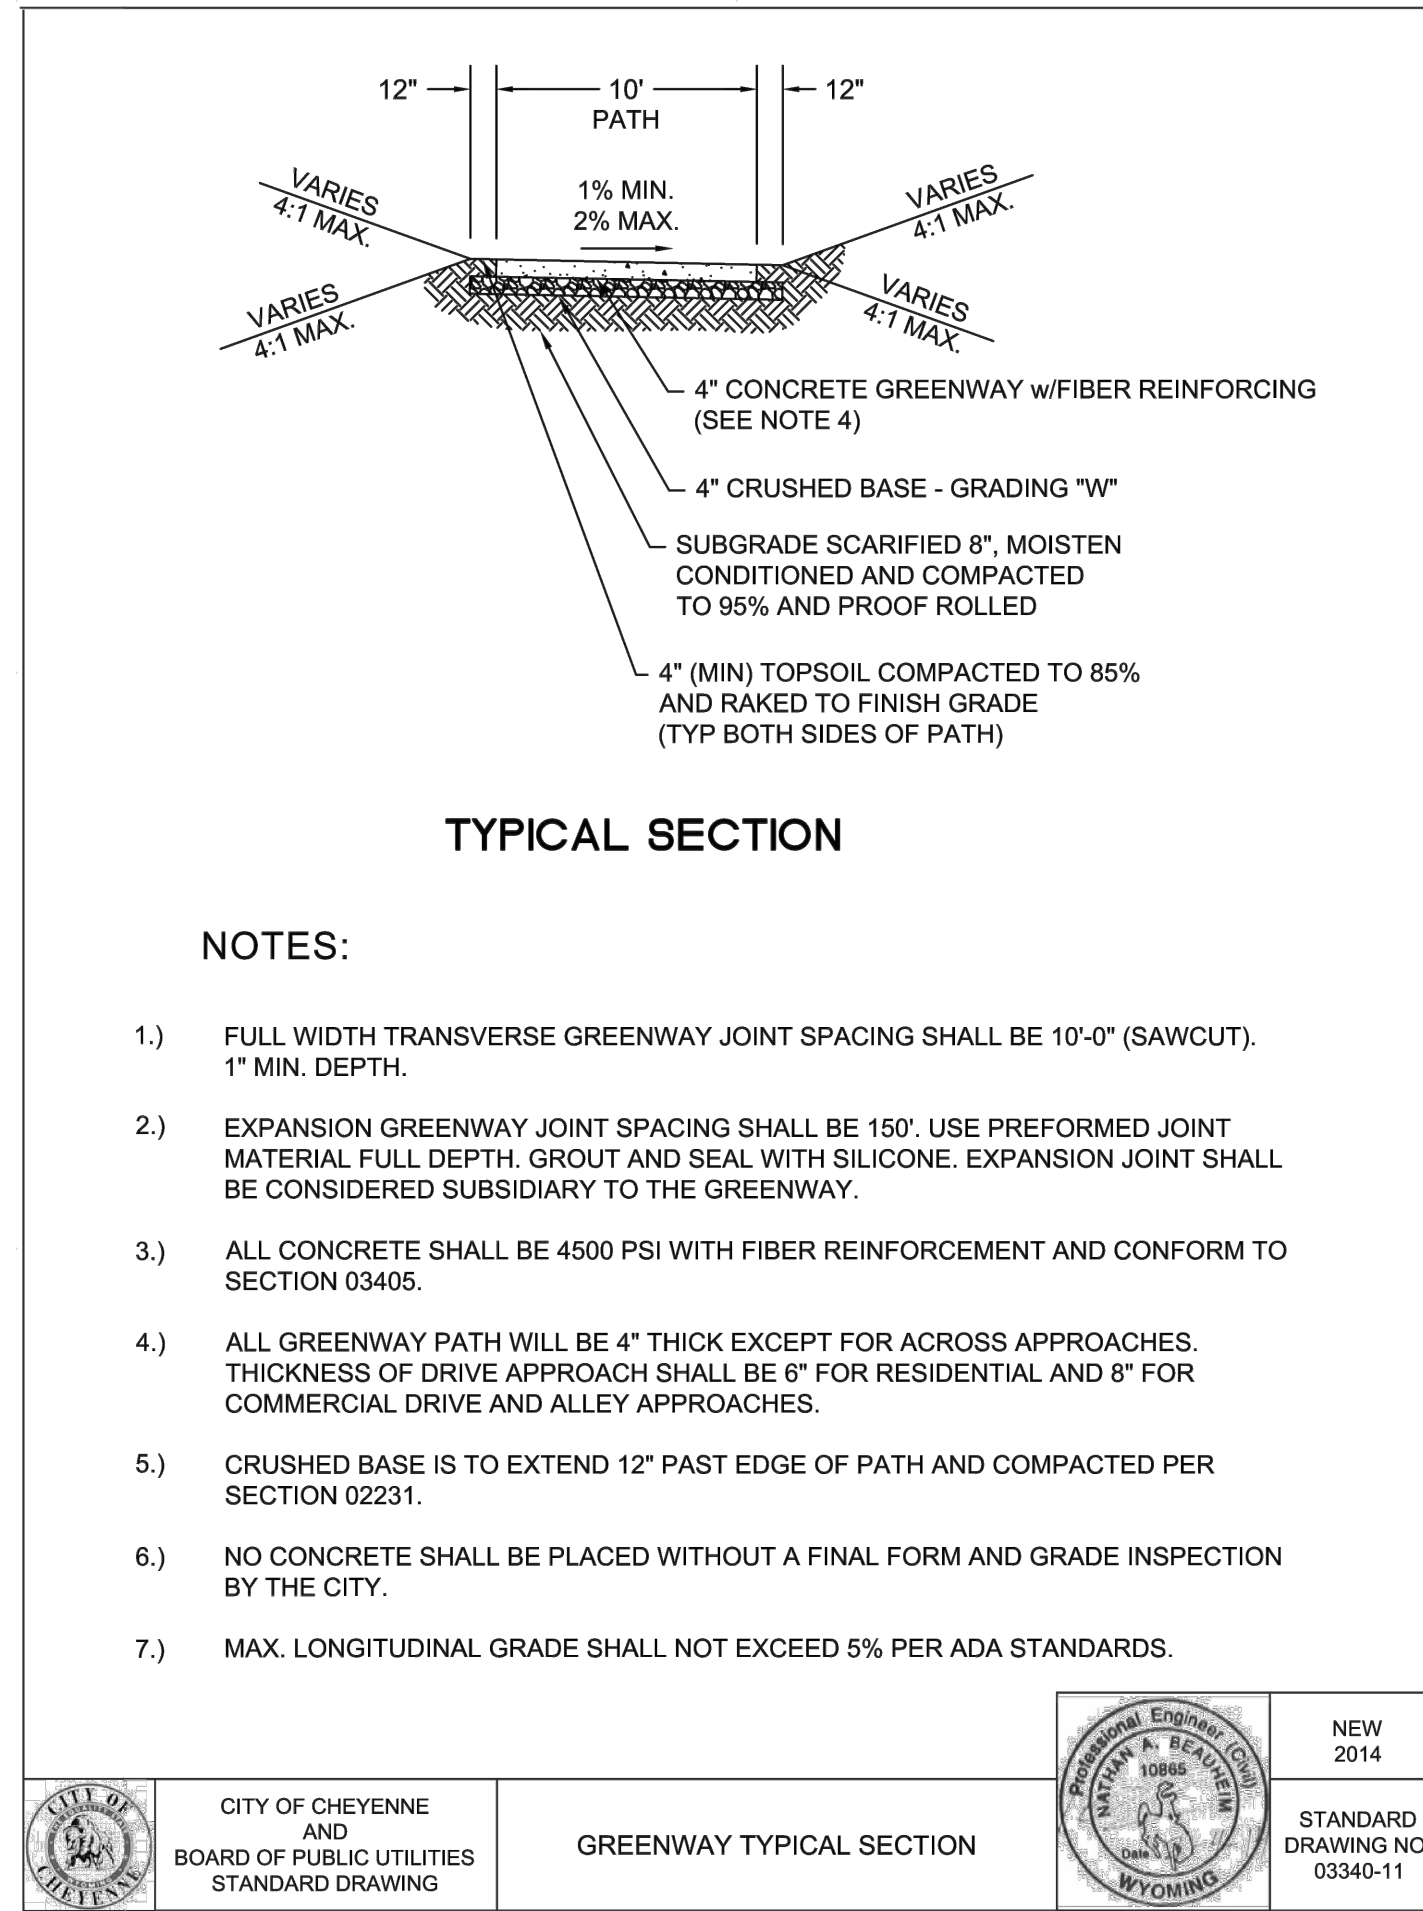 12" 10' 12"
PATH
1% MIN.
2% MAX.
VARIES
4:1 MAX.
VARIES
4:1 MAX.
VARIES
4:1 MAX.
VARIES
4:1 MAX.
4" CONCRETE GREENWAY w/FIBER REINFORCING
(SEE NOTE 4)
4" CRUSHED BASE - GRADING "W"
SUBGRADE SCARIFIED 8", MOISTEN
CONDITIONED AND COMPACTED
TO 95% AND PROOF ROLLED
4" (MIN) TOPSOIL COMPACTED TO 85%
AND RAKED TO FINISH GRADE
(TYP BOTH SIDES OF PATH)
TYPICAL SECTION
NOTES:
1.) FULL WIDTH TRANSVERSE GREENWAY JOINT SPACING SHALL BE 10'-0" (SAWCUT).
1" MIN. DEPTH.
2.) EXPANSION GREENWAY JOINT SPACING SHALL BE 150'. USE PREFORMED JOINT
MATERIAL FULL DEPTH. GROUT AND SEAL WITH SILICONE. EXPANSION JOINT SHALL
BE CONSIDERED SUBSIDIARY TO THE GREENWAY.
3.) ALL CONCRETE SHALL BE 4500 PSI WITH FIBER REINFORCEMENT AND CONFORM TO
SECTION 03405.
4.) ALL GREENWAY PATH WILL BE 4" THICK EXCEPT FOR ACROSS APPROACHES.
THICKNESS OF DRIVE APPROACH SHALL BE 6" FOR RESIDENTIAL AND 8" FOR
COMMERCIAL DRIVE AND ALLEY APPROACHES.
5.) CRUSHED BASE IS TO EXTEND 12" PAST EDGE OF PATH AND COMPACTED PER
SECTION 02231.
6.) NO CONCRETE SHALL BE PLACED WITHOUT A FINAL FORM AND GRADE INSPECTION
BY THE CITY.
7.) MAX. LONGITUDINAL GRADE SHALL NOT EXCEED 5% PER ADA STANDARDS.
CITY OF
CHEYENNE
CITY OF CHEYENNE
AND
BOARD OF PUBLIC UTILITIES
STANDARD DRAWING
GREENWAY TYPICAL SECTION
Professional Engineer (Civil)
NATHAN A. BEAUHEIM
10865
Date
WYOMING
NEW
2014
STANDARD
DRAWING NO
03340-11